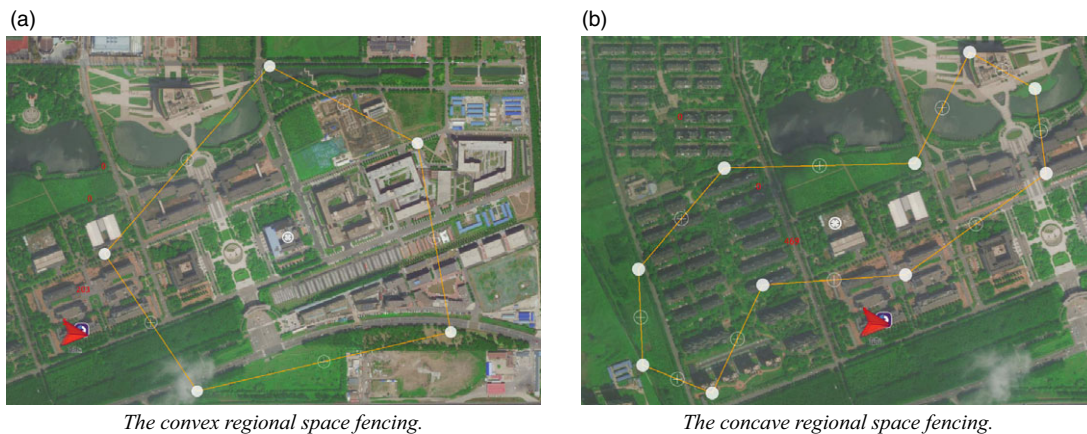 (a)
(b)
The convex regional space fencing.
The concave regional space fencing.